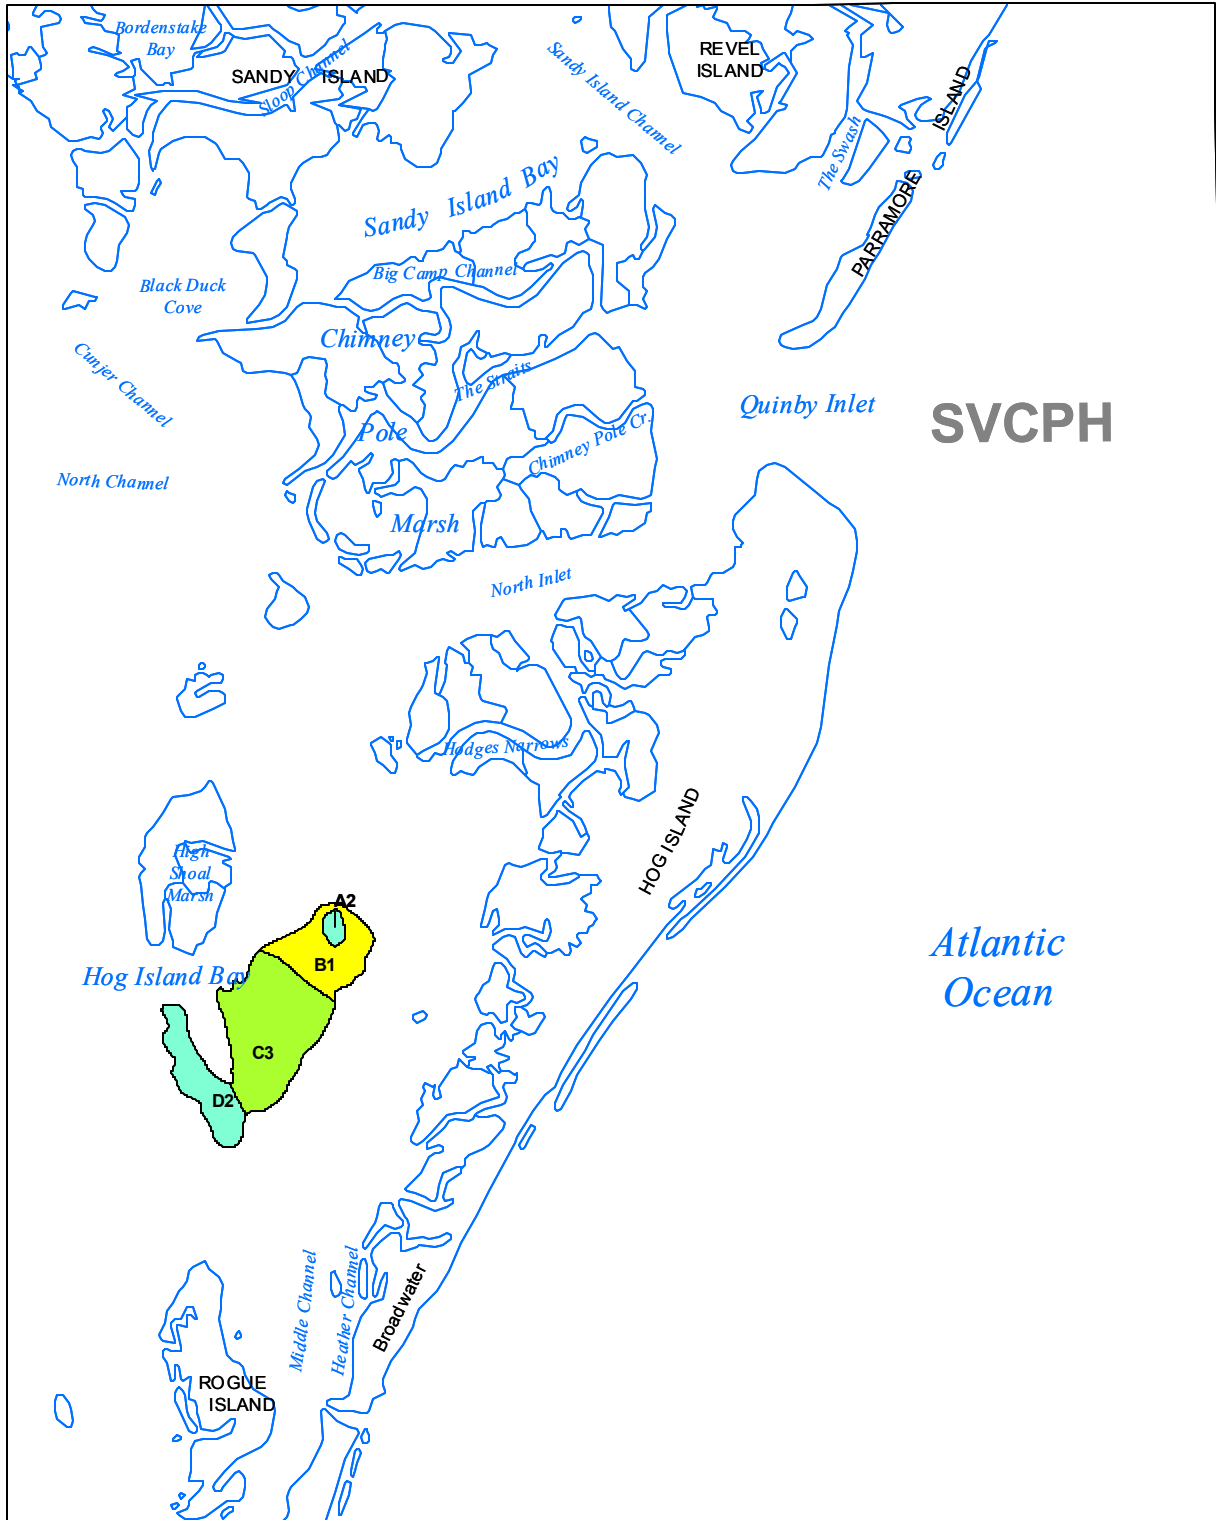 Bordenstake
Bay
SANDY ISLAND
Sloop Channel
Sandy Island Channel
REVEL
ISLAND
The Swash
PARRAMORE ISLAND
Sandy Island Bay
Big Camp Channel
Black Duck
Cove
Chimney
Cunjer Channel
The Straits
Pole
Quinby Inlet
SVCPH
Chimney Pole Cr.
North Channel
Marsh
North Inlet
Hodges Narrows
HOG ISLAND
High
Shoal
Marsh
A2
B1
Hog Island Bay
Atlantic
Ocean
C3
D2
Middle Channel
Heather Channel
Broadwater
ROGUE
ISLAND